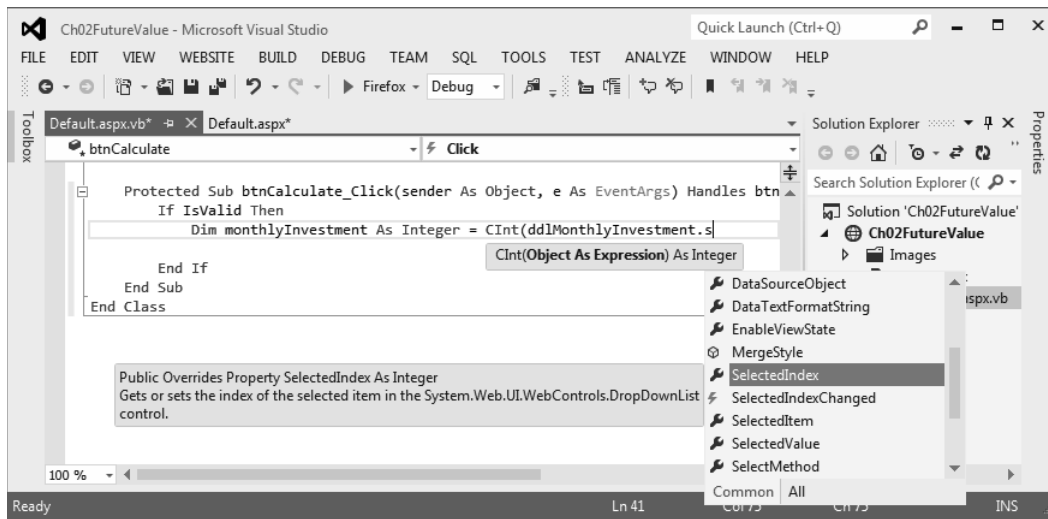 Ch02FutureValue - Microsoft Visual Studio
Quick Launch (Ctrl+Q)
FILE EDIT VIEW WEBSITE BUILD DEBUG TEAM SQL TOOLS TEST ANALYZE WINDOW HELP
Firefox Debug
Toolbox
Default.aspx.vb* Default.aspx*
btnCalculate Click
Protected Sub btnCalculate_Click(sender As Object, e As EventArgs) Handles btn
If IsValid Then
Dim monthlyInvestment As Integer = CInt(ddlMonthlyInvestment.s
CInt(Object As Expression) As Integer
End If
End Sub
End Class
DataSourceObject
DataTextFormatString
EnableViewState
MergeStyle
SelectedIndex
SelectedIndexChanged
SelectedItem
SelectedValue
SelectMethod
Common All
Public Overrides Property SelectedIndex As Integer
Gets or sets the index of the selected item in the System.Web.UI.WebControls.DropDownList
control.
100 %
Solution Explorer
Search Solution Explorer (
Solution 'Ch02FutureValue'
Ch02FutureValue
Images
aspx.vb
Properties
Ready Ln 41 Col 75 Ch 75 INS